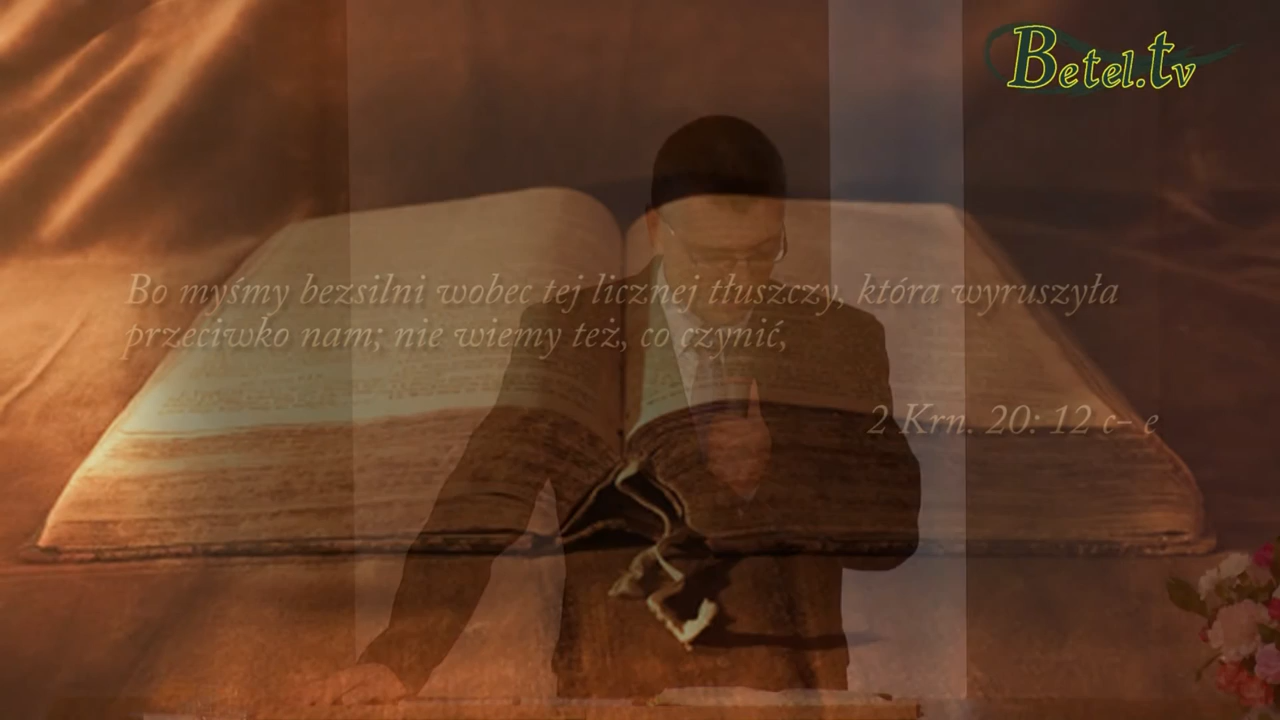 Betel.tv
Bo myśmy bezsilni wobec tej licznej tłuszczy, która wyruszyła
przeciwko nam; nie wiemy też, co czynić,
2 Krn. 20: 12 c- e